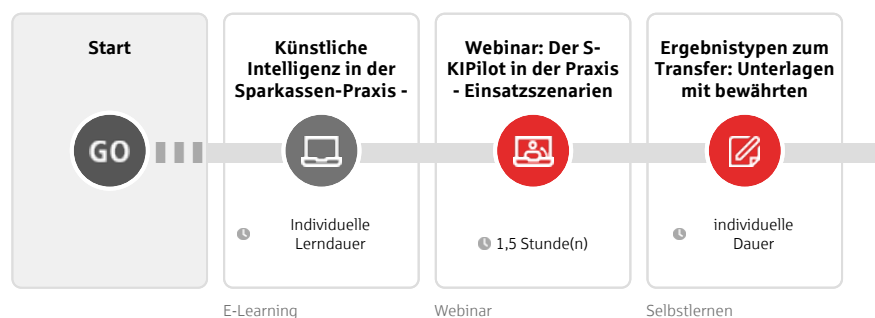 Start
GO
Künstliche
Intelligenz in der
Sparkassen-Praxis -
Individuelle
Lerndauer
E-Learning
Webinar: Der S-
KIPilot in der Praxis
- Einsatzszenarien
1,5 Stunde(n)
Webinar
Ergebnistypen zum
Transfer: Unterlagen
mit bewährten
individuelle
Dauer
Selbstlernen